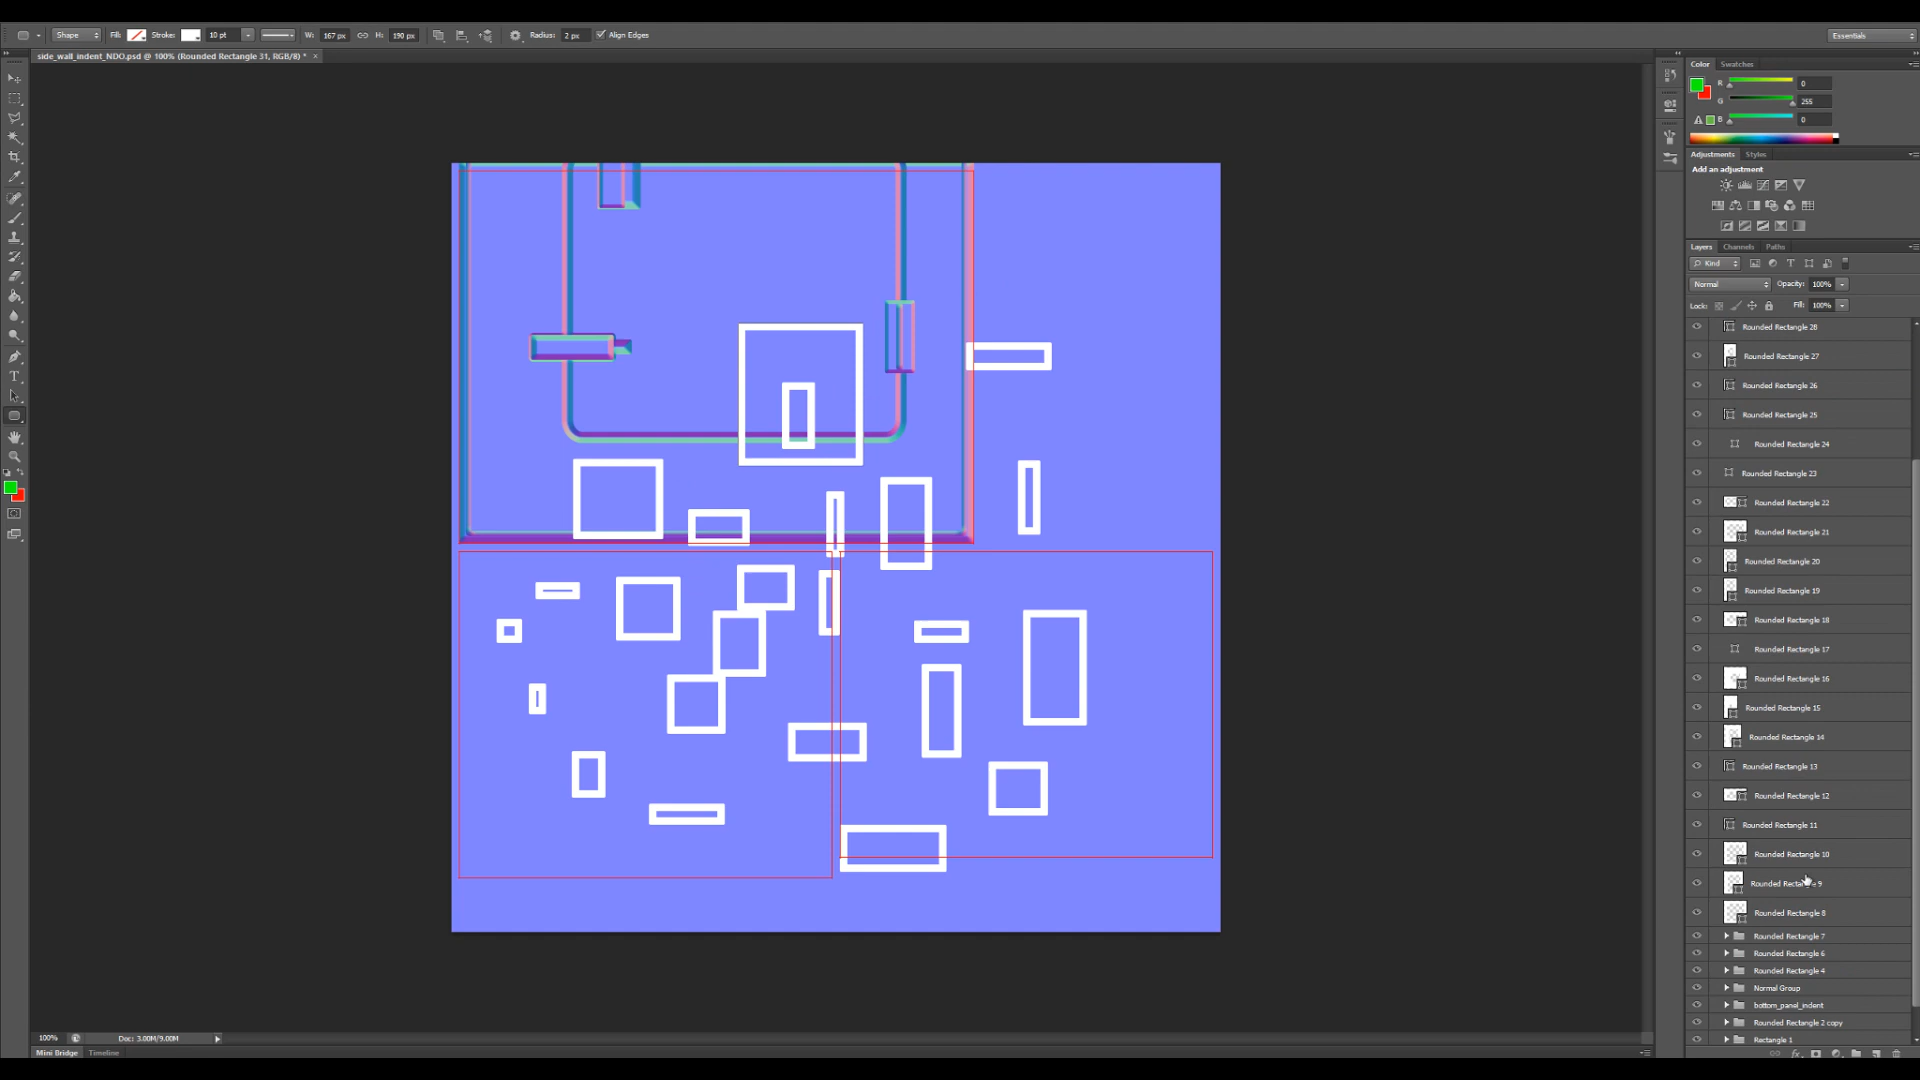 Shape Fill: Stroke: 10 pt W: 167 px H: 190 px Radius: 2 px Align Edges Essentials
side_wall_indent_NDO.psd @ 100% (Rounded Rectangle 31, RGB/8) * ×
Color Swatches
R 0
G 255
B 0
Adjustments Styles
Add an adjustment
Layers Channels Paths
Kind T
Normal Opacity: 100%
Lock: Fill: 100%
Rounded Rectangle 28
Rounded Rectangle 27
Rounded Rectangle 26
Rounded Rectangle 25
Rounded Rectangle 24
Rounded Rectangle 23
Rounded Rectangle 22
Rounded Rectangle 21
Rounded Rectangle 20
Rounded Rectangle 19
Rounded Rectangle 18
Rounded Rectangle 17
Rounded Rectangle 16
Rounded Rectangle 15
Rounded Rectangle 14
Rounded Rectangle 13
Rounded Rectangle 12
Rounded Rectangle 11
Rounded Rectangle 10
Rounded Rectangle 9
Rounded Rectangle 8
Rounded Rectangle 7
Rounded Rectangle 6
Rounded Rectangle 4
Normal Group
bottom_panel_indent
Rounded Rectangle 2 copy
Rectangle 1
fx
100% Doc: 3.00M/9.00M
Mini Bridge Timeline